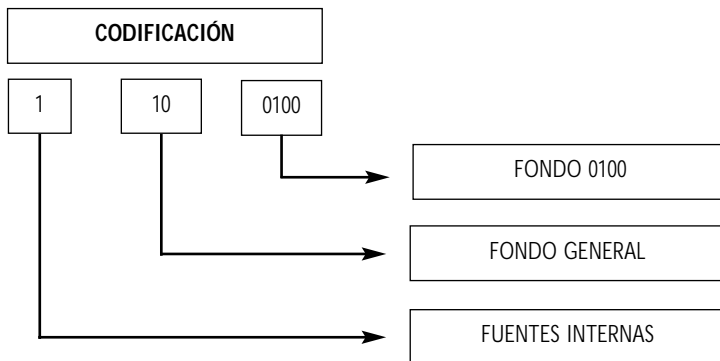 CODIFICACIÓN
1 10 0100
FONDO 0100
FONDO GENERAL
FUENTES INTERNAS